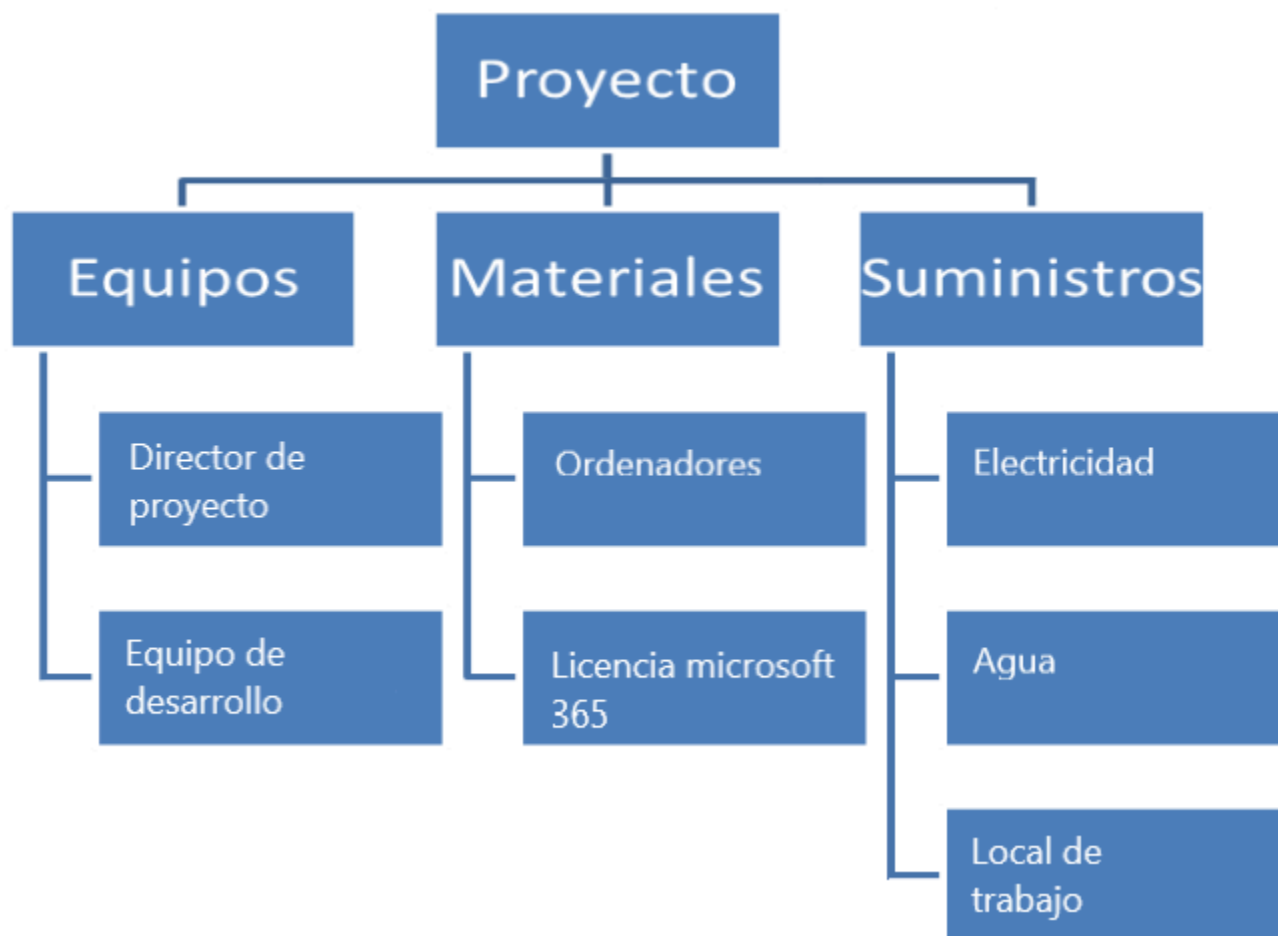 Proyecto
Equipos
Materiales
Suministros
Director de
proyecto
Ordenadores
Electricidad
Equipo de
desarrollo
Licencia microsoft
365
Agua
Local de
trabajo